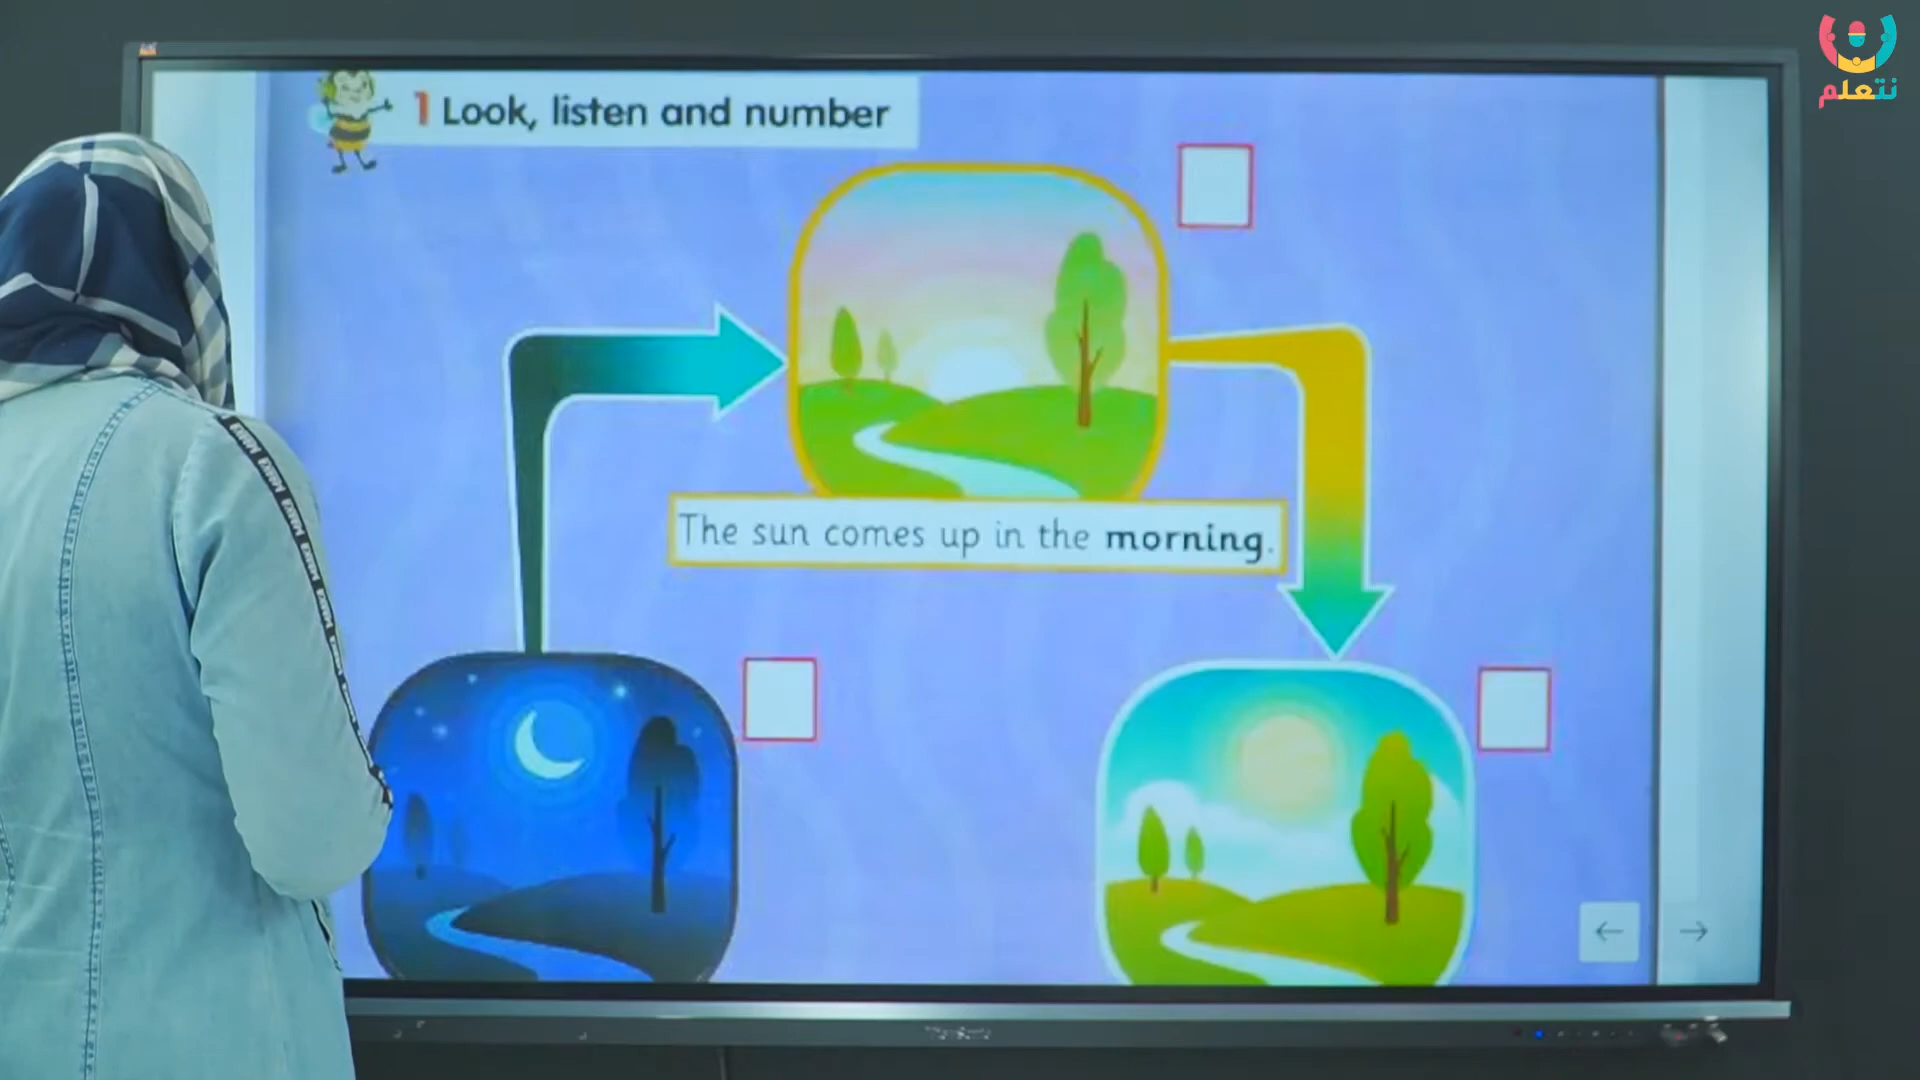 نتعلم
1 Look, listen and number
The sun comes up in the morning.